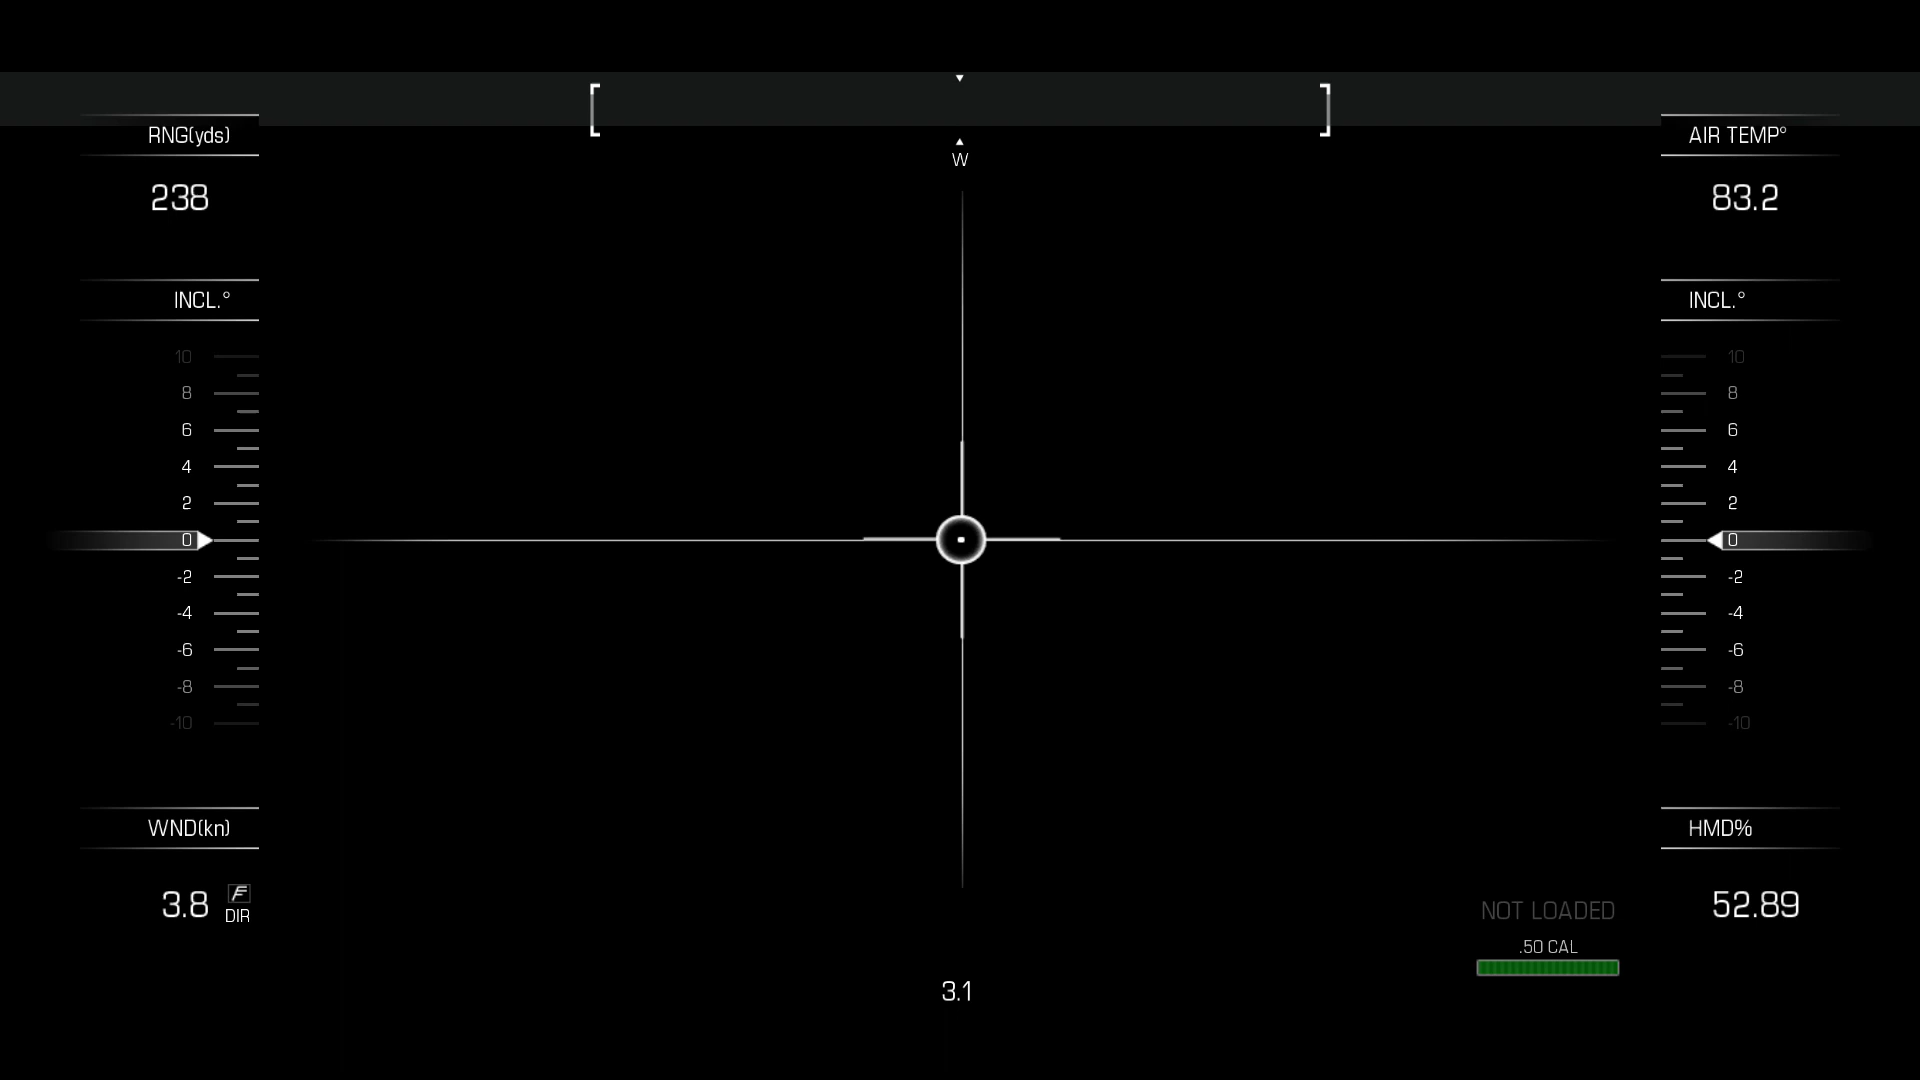 W
RNG(yds)
238
INCL.°
10
8
6
4
2
0
-2
-4
-6
-8
-10
WND(kn)
3.8
F
DIR
3.1
AIR TEMP°
83.2
INCL.°
10
8
6
4
2
0
-2
-4
-6
-8
-10
HMD%
52.89
NOT LOADED
.50 CAL